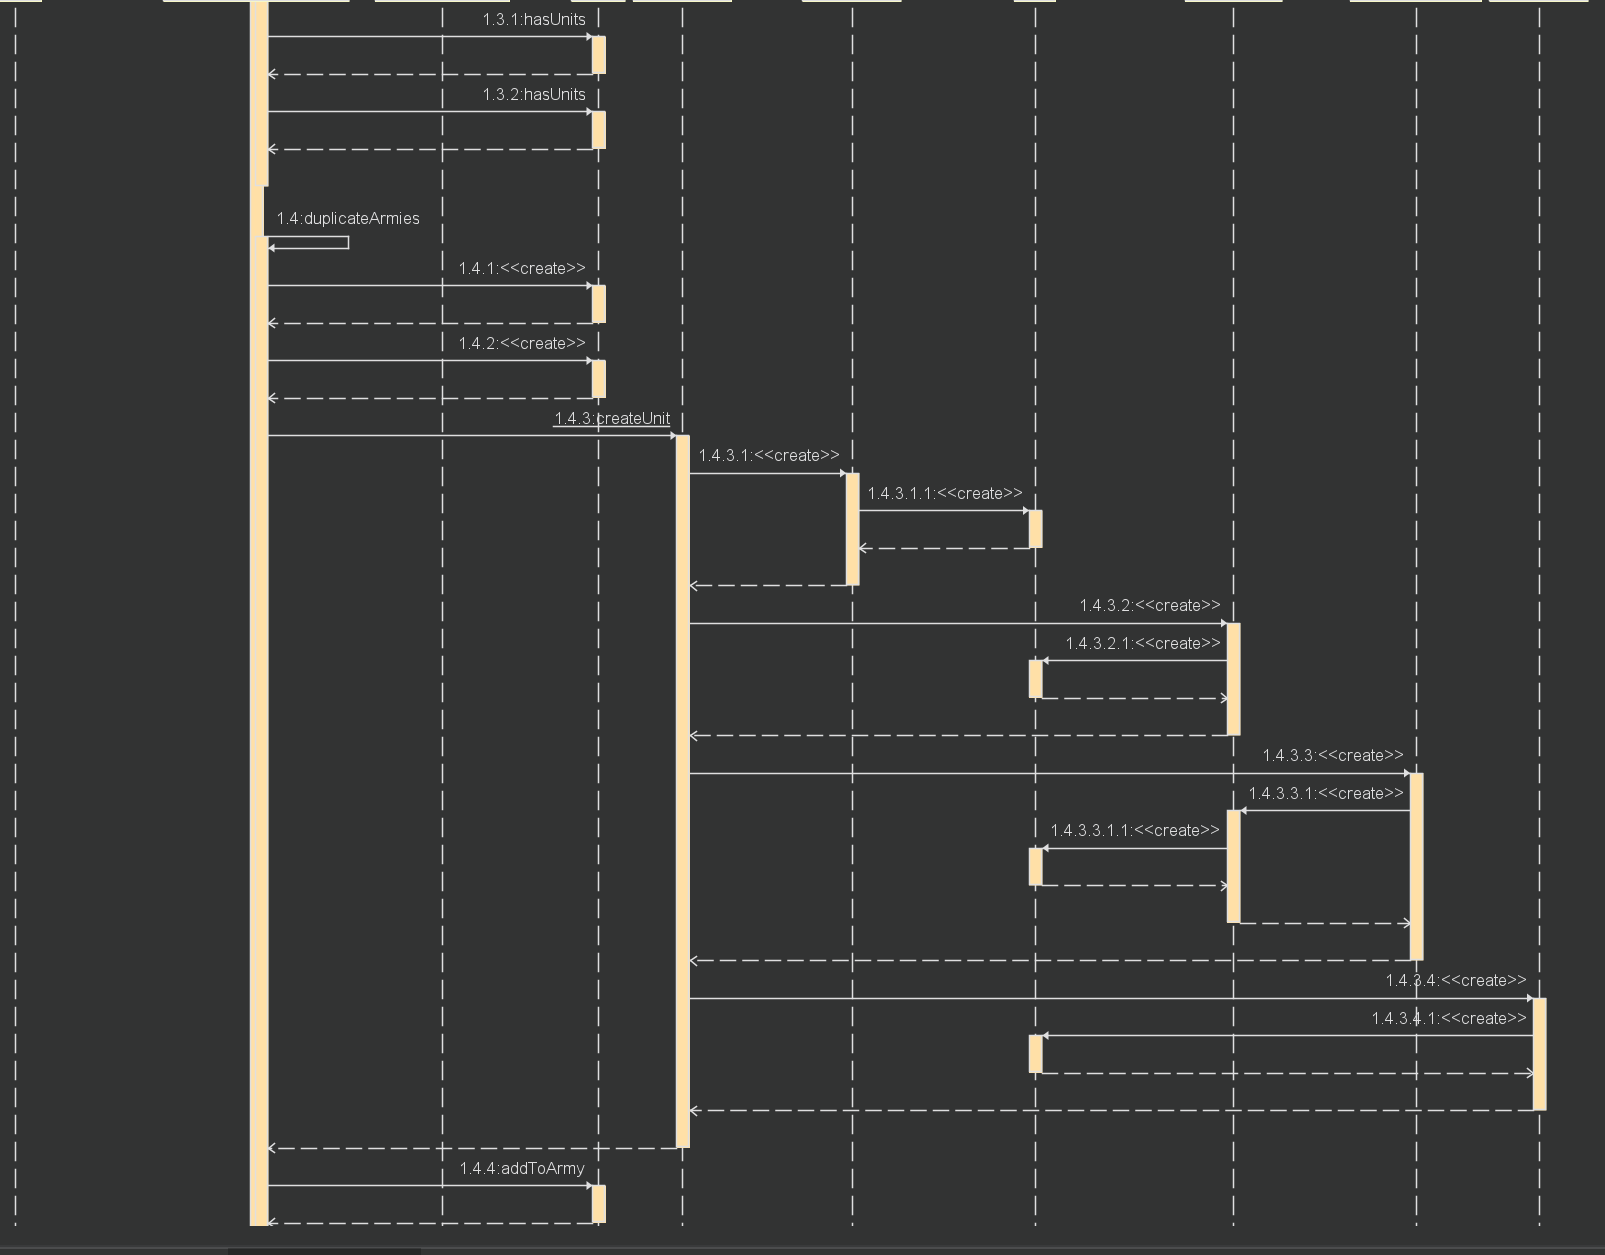 1.3.1:hasUnits
1.3.2:hasUnits
1.4:duplicateArmies
1.4.1:<<create>>
1.4.2:<<create>>
1.4.3:createUnit
1.4.3.1:<<create>>
1.4.3.1.1:<<create>>
1.4.3.2:<<create>>
1.4.3.2.1:<<create>>
1.4.3.3:<<create>>
1.4.3.3.1:<<create>>
1.4.3.3.1.1:<<create>>
1.4.3.4:<<create>>
1.4.3.4.1:<<create>>
1.4.4:addToArmy